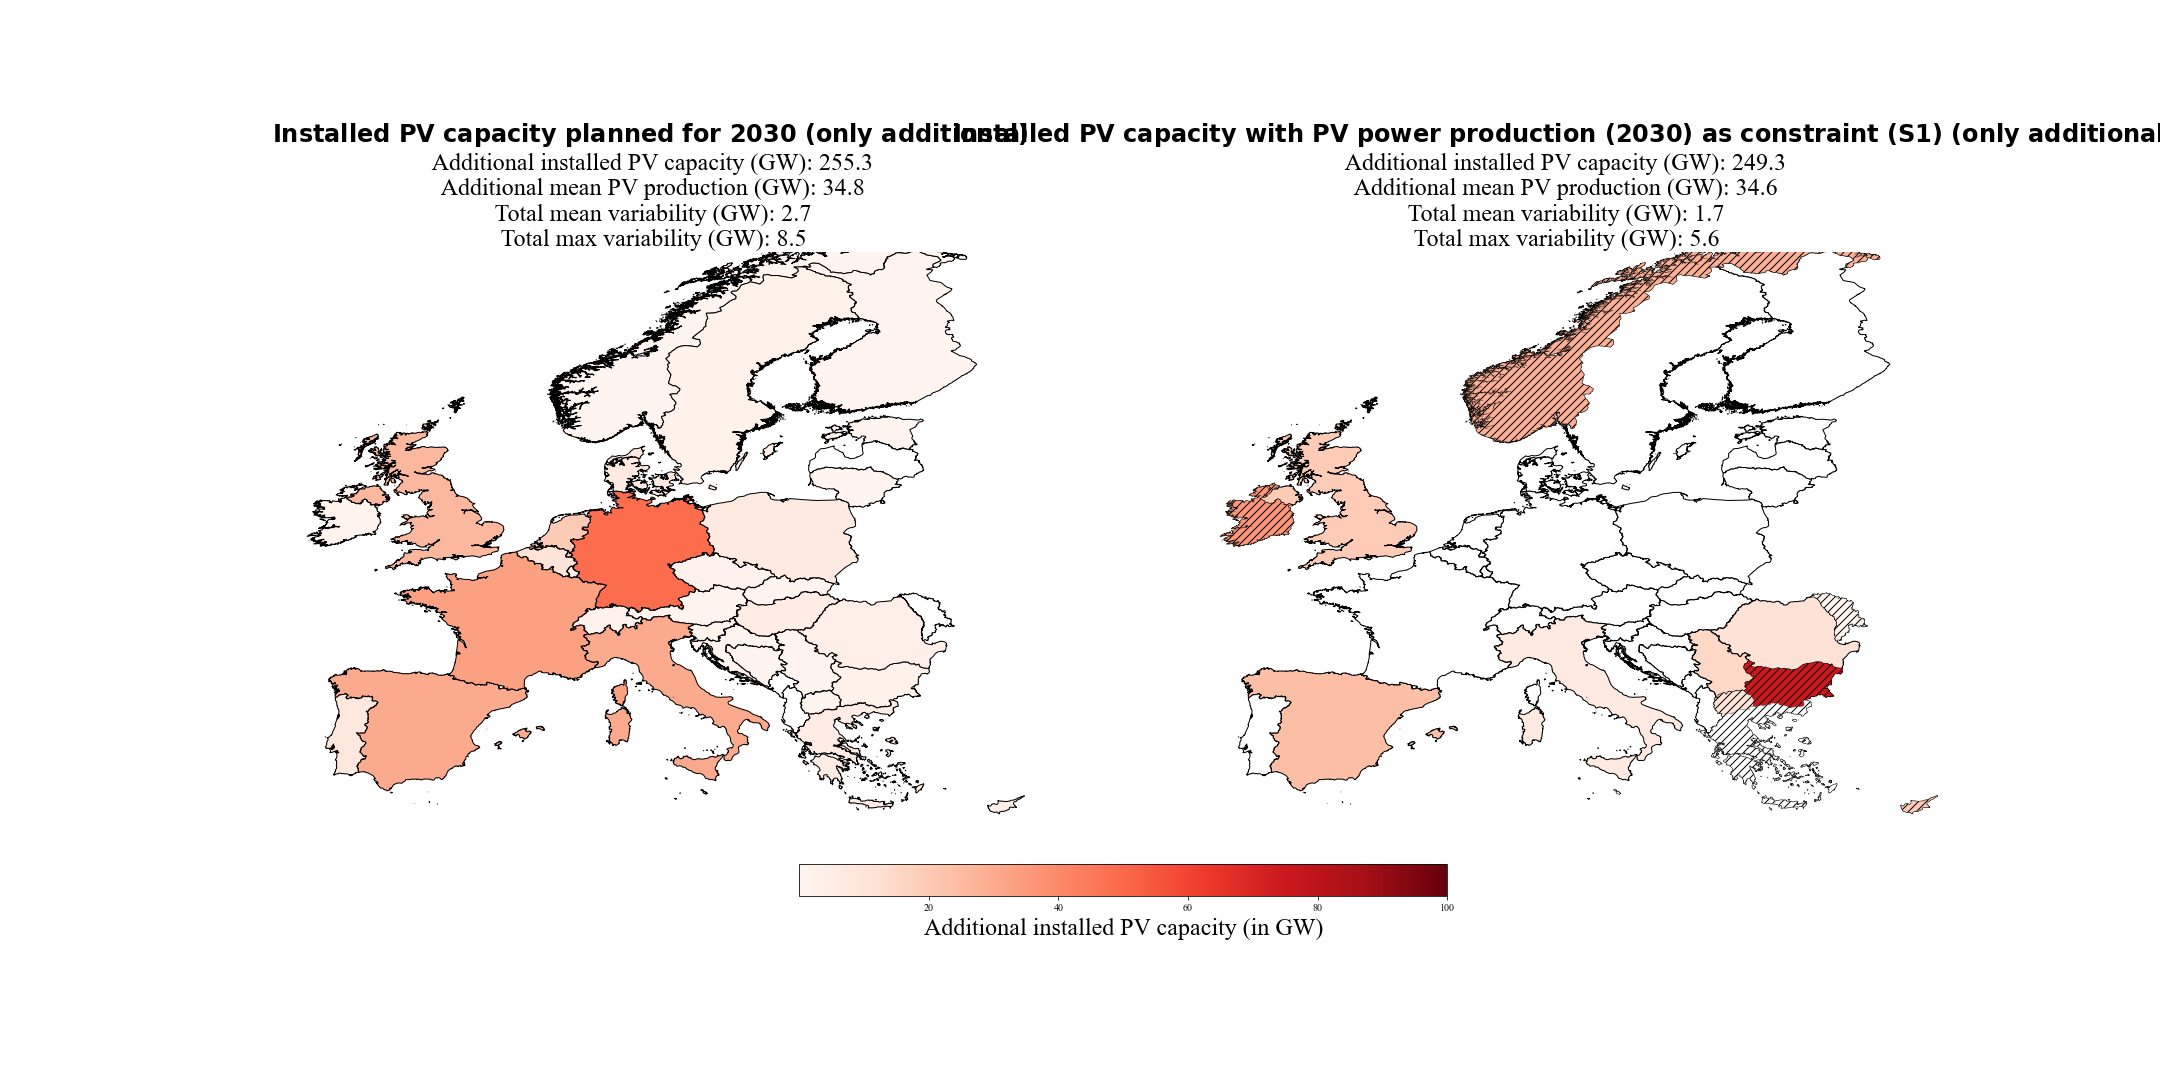 Installed PV capacity planned for 2030 (only additional)
Additional installed PV capacity (GW): 255.3
Additional mean PV production (GW): 34.8
Total mean variability (GW): 2.7
Total max variability (GW): 8.5
Installed PV capacity with PV power production (2030) as constraint (S1) (only additional
Additional installed PV capacity (GW): 249.3
Additional mean PV production (GW): 34.6
Total mean variability (GW): 1.7
Total max variability (GW): 5.6
20 40 60 80 100
Additional installed PV capacity (in GW)